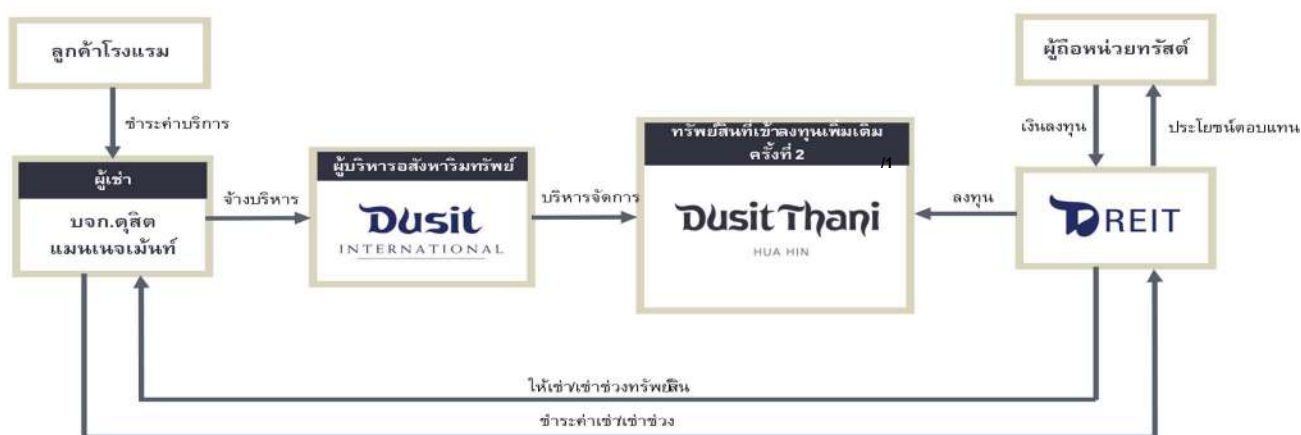 ลูกค้าโรงแรม
ผู้ถือหน่วยทรัสต์
ชำระค่าบริการ
เงินลงทุน
ประโยชน์ตอบแทน
ผู้เช่า
บจก.ดุสิต
แมนเนจเม้นท์
จ้างบริหาร
ผู้บริหารอสังหาริมทรัพย์
Dusit
INTERNATIONAL
บริหารจัดการ
ทรัพย์สินที่เข้าลงทุนเพิ่มเติม
ครั้งที่ 2
/1
Dusit Thani
HUA HIN
ลงทุน
DREIT
ให้เช่า/เช่าช่วงทรัพย์สิน
ชำระค่าเช่า/เช่าช่วง